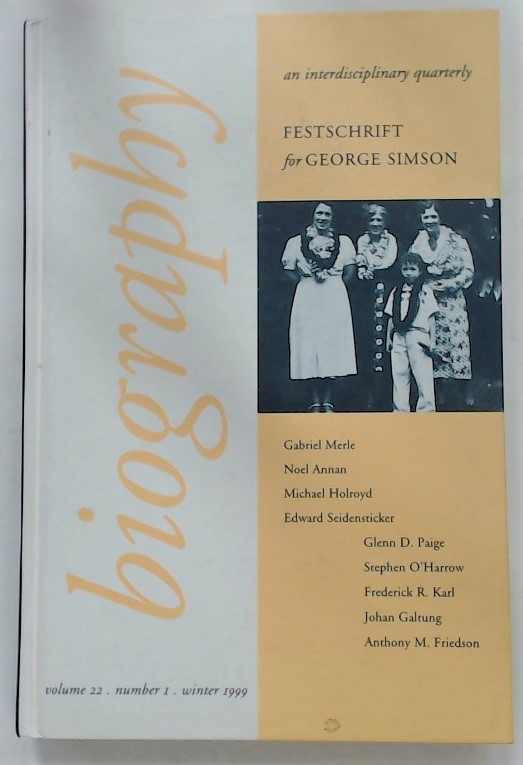 biography
an interdisciplinary quarterly
FESTSCHRIFT
for GEORGE SIMSON
Gabriel Merle
Noel Annan
Michael Holroyd
Edward Seidensticker
Glenn D. Paige
Stephen O'Harrow
Frederick R. Karl
Johan Galtung
Anthony M. Friedson
volume 22 . number 1 . winter 1999